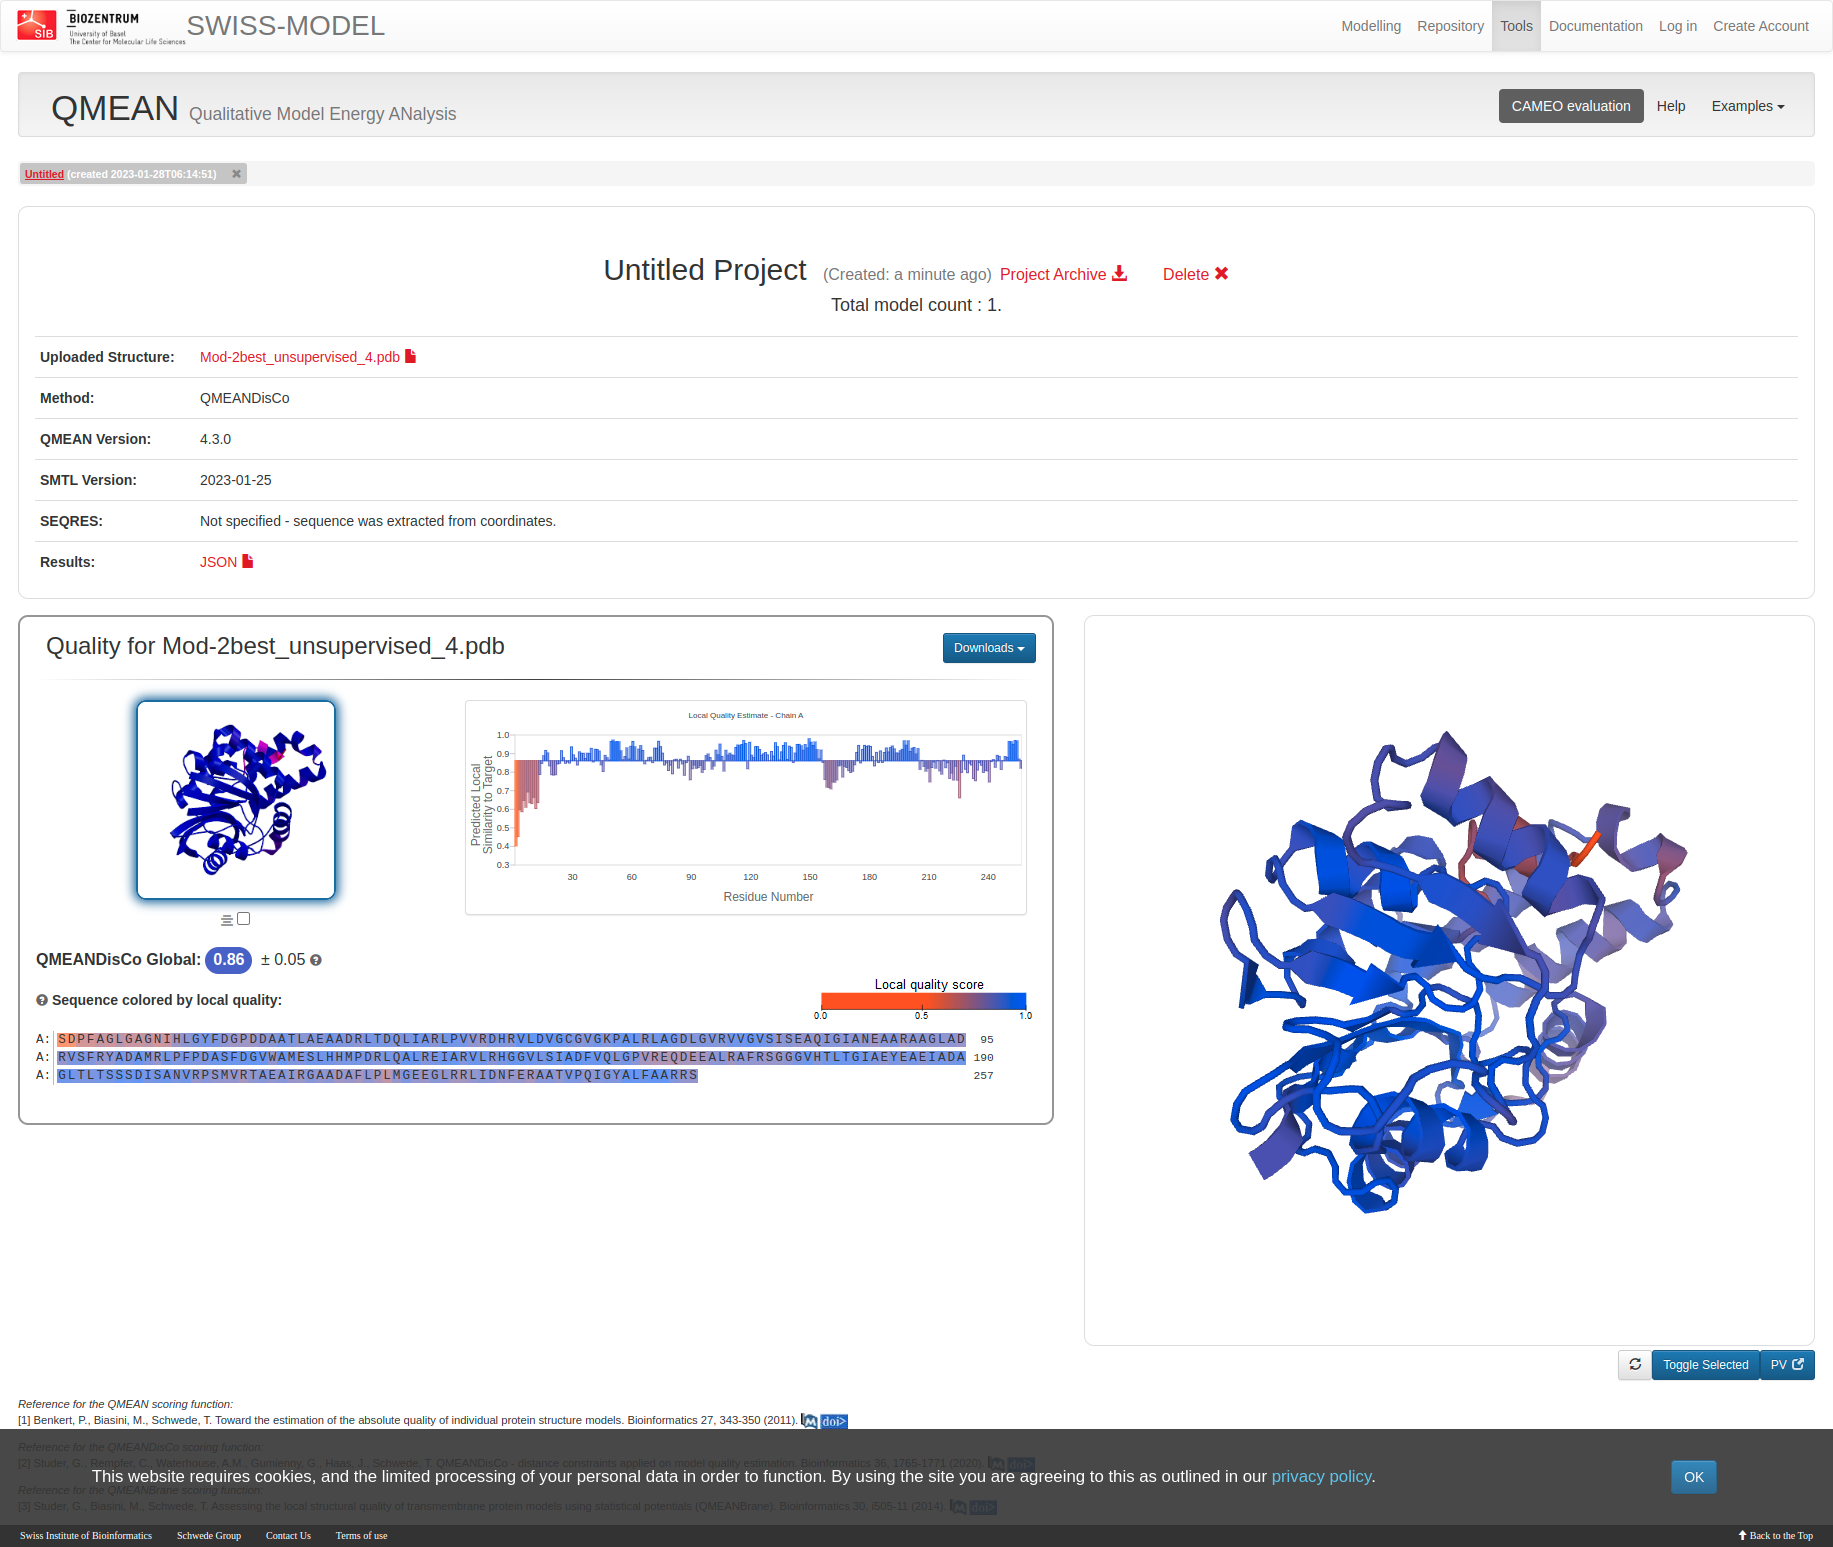 SIB
BIOZENTRUM
University of Basel
The Center for Molecular Life Sciences
SWISS-MODEL
Modelling Repository Tools Documentation Log in Create Account
QMEAN Qualitative Model Energy ANalysis
CAMEO evaluation Help Examples
Untitled (created 2023-01-28T06:14:51) ✖
Untitled Project (Created: a minute ago) Project Archive Delete ✖
Total model count : 1.
Uploaded Structure: Mod-2best_unsupervised_4.pdb
Method: QMEANDisCo
QMEAN Version: 4.3.0
SMTL Version: 2023-01-25
SEQRES: Not specified - sequence was extracted from coordinates.
Results: JSON
Quality for Mod-2best_unsupervised_4.pdb
Downloads
Local Quality Estimate - Chain A
Predicted Local
Similarity to Target
1.0
0.9
0.8
0.7
0.6
0.5
0.4
0.3
30 60 90 120 150 180 210 240
Residue Number
QMEANDisCo Global: 0.86 ± 0.05
Sequence colored by local quality:
Local quality score
0.0 0.5 1.0
A: SDPFAGLGAGNIHLGYFDGPDDAATLAEAADRLTDQLIARLPVVRDHRVLDVGCGVGKPALRLAGDLGVRVVGVSISEAQIGIANEAARAAGLAD 95
A: RVSFRYADAMRLPFPDASFDGVWAMESLHHMPDRLQALREIARVLRHGGVLSIADFVQLGPVREQDEEALRAFRSGGGVHTLTGIAEYEAEIADA 190
A: GLTLTSSSDISANVRPSMVRTAEAIRGAADAFLPLMGEEGLRRLIDNFERAATVPQIGYALFAARRS 257
Toggle Selected PV
Reference for the QMEAN scoring function:
[1] Benkert, P., Biasini, M., Schwede, T. Toward the estimation of the absolute quality of individual protein structure models. Bioinformatics 27, 343-350 (2011). M doi>
Reference for the QMEANDisCo scoring function:
[2] Studer, G., Rempfer, C., Waterhouse, A.M., Gumienny, G., Haas, J., Schwede, T. QMEANDisCo - distance constraints applied on model quality estimation. Bioinformatics 36, 1765-1771 (2020). M doi>
This website requires cookies, and the limited processing of your personal data in order to function. By using the site you are agreeing to this as outlined in our privacy policy.
OK
Reference for the QMEANBrane scoring function:
[3] Studer, G., Biasini, M., Schwede, T. Assessing the local structural quality of transmembrane protein models using statistical potentials (QMEANBrane). Bioinformatics 30, i505-11 (2014). M doi>
Swiss Institute of Bioinformatics Schwede Group Contact Us Terms of use Back to the Top